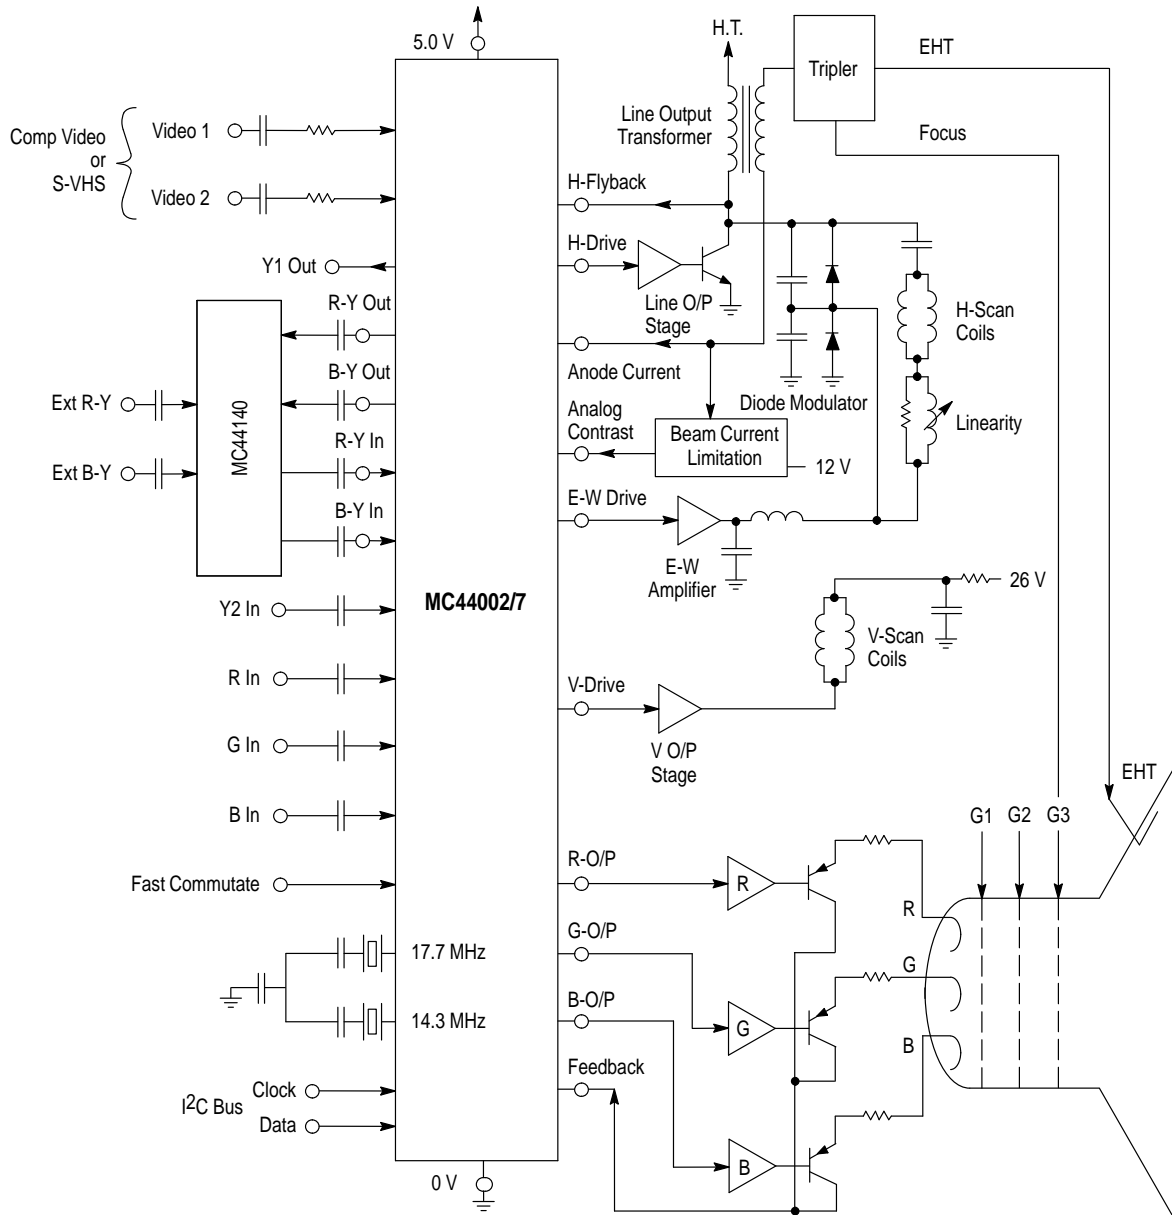 5.0 V
H.T.
EHT
Tripler
Line Output
Transformer
Focus
Comp Video
or
S-VHS
Video 1
Video 2
H-Flyback
Y1 Out
H-Drive
Line O/P
Stage
H-Scan
Coils
R-Y Out
B-Y Out
Anode Current
Diode Modulator
Ext R-Y
Ext B-Y
MC44140
R-Y In
B-Y In
Analog
Contrast
Beam Current
Limitation
12 V
Linearity
E-W Drive
E-W
Amplifier
26 V
MC44002/7
Y2 In
V-Scan
Coils
R In
V-Drive
V O/P
Stage
G In
B In
EHT
G1
G2
G3
Fast Commutate
R-O/P
R
R
17.7 MHz
G-O/P
G
14.3 MHz
B-O/P
G
B
Feedback
I2C Bus
Clock
Data
B
0 V